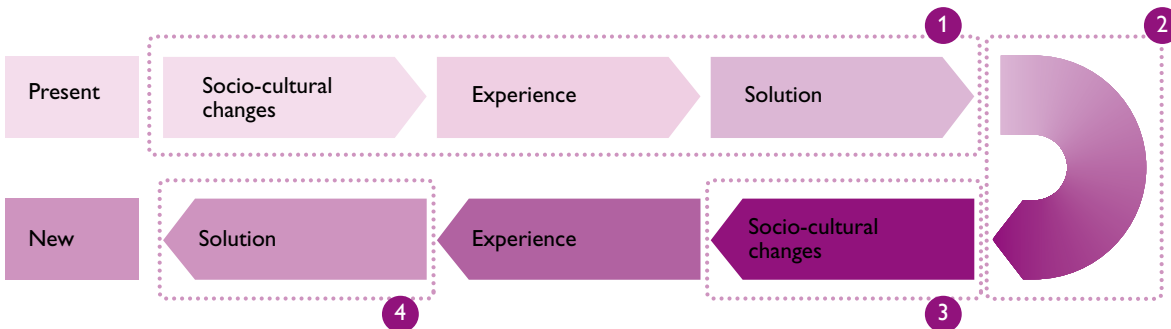 1
2
Present
Socio-cultural
changes
Experience
Solution
New
Solution
Experience
Socio-cultural
changes
4
3